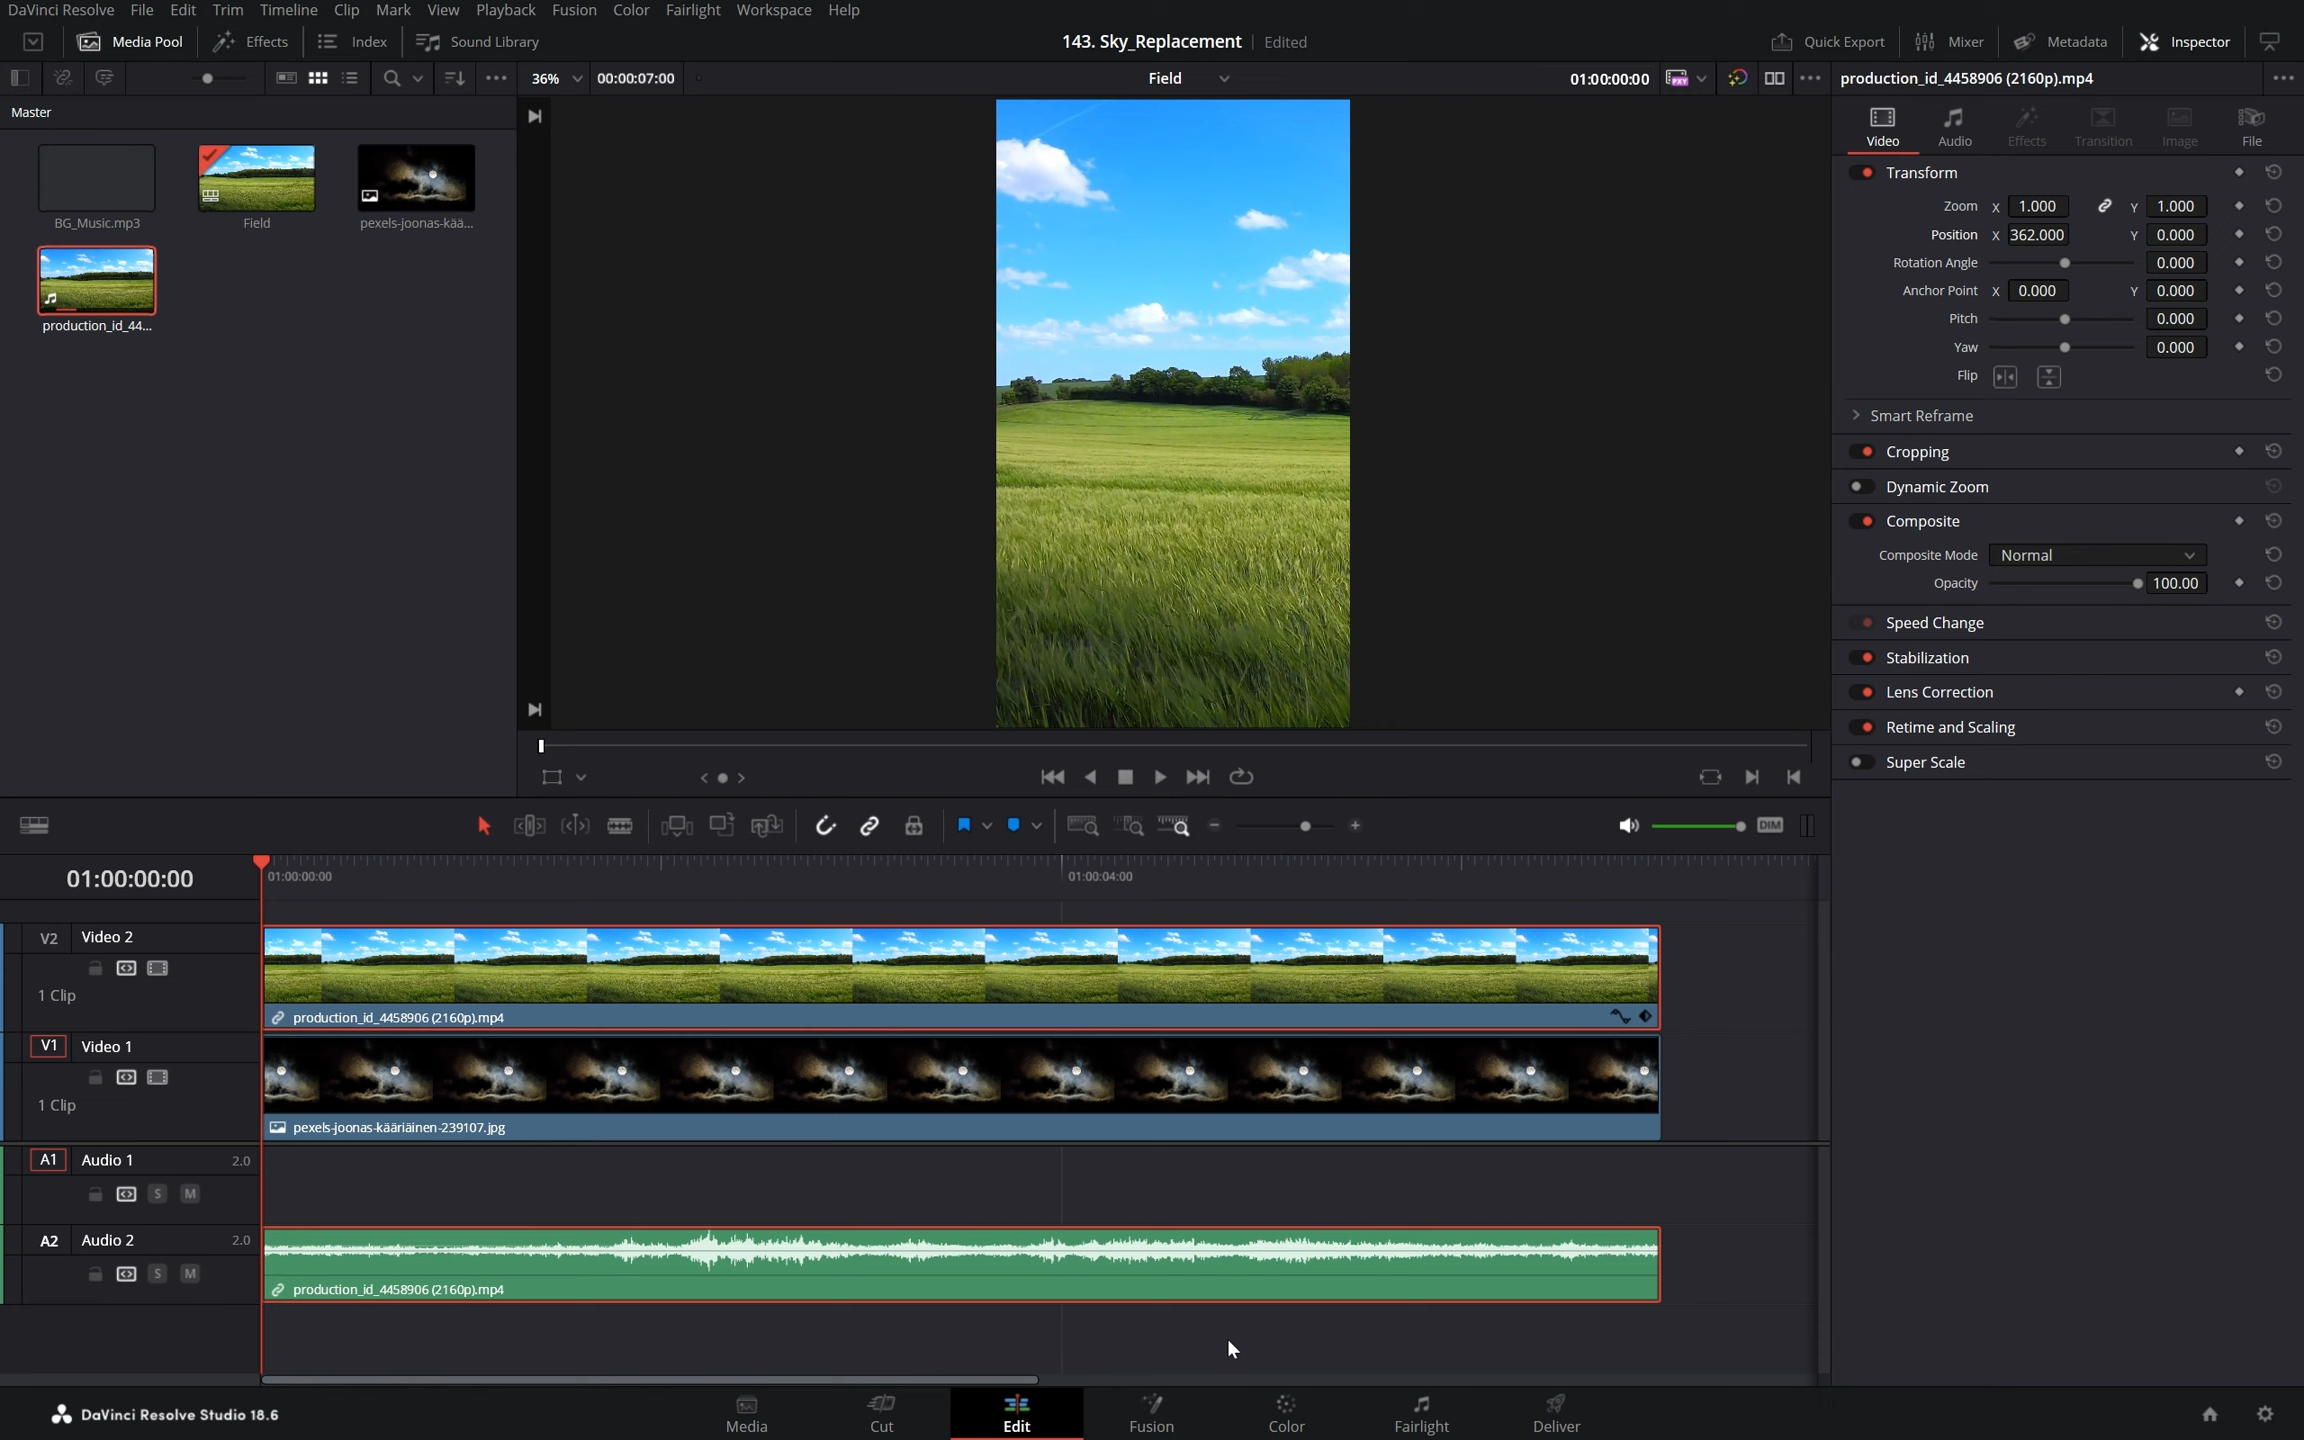 DaVinci Resolve File Edit Trim Timeline Clip Mark View Playback Fusion Color Fairlight Workspace Help
Media Pool Effects Index Sound Library 143. Sky_Replacement Edited Quick Export Mixer Metadata Inspector
36% 00:00:07:00 Field 01:00:00:00 production_id_4458906 (2160p).mp4
Master
BG_Music.mp3 Field pexels-joonas-kää...
production_id_44...
Video Audio Effects Transition Image File
Transform
Zoom X 1.000 Y 1.000
Position X 362.000 Y 0.000
Rotation Angle 0.000
Anchor Point X 0.000 Y 0.000
Pitch 0.000
Yaw 0.000
Flip
Smart Reframe
Cropping
Dynamic Zoom
Composite
Composite Mode Normal
Opacity 100.00
Speed Change
Stabilization
Lens Correction
Retime and Scaling
Super Scale
DIM
01:00:00:00 01:00:00:00 01:00:04:00
V2 Video 2
1 Clip
production_id_4458906 (2160p).mp4
V1 Video 1
1 Clip
pexels-joonas-kääriäinen-239107.jpg
A1 Audio 1 2.0
S M
A2 Audio 2 2.0
S M
production_id_4458906 (2160p).mp4
DaVinci Resolve Studio 18.6 Media Cut Edit Fusion Color Fairlight Deliver